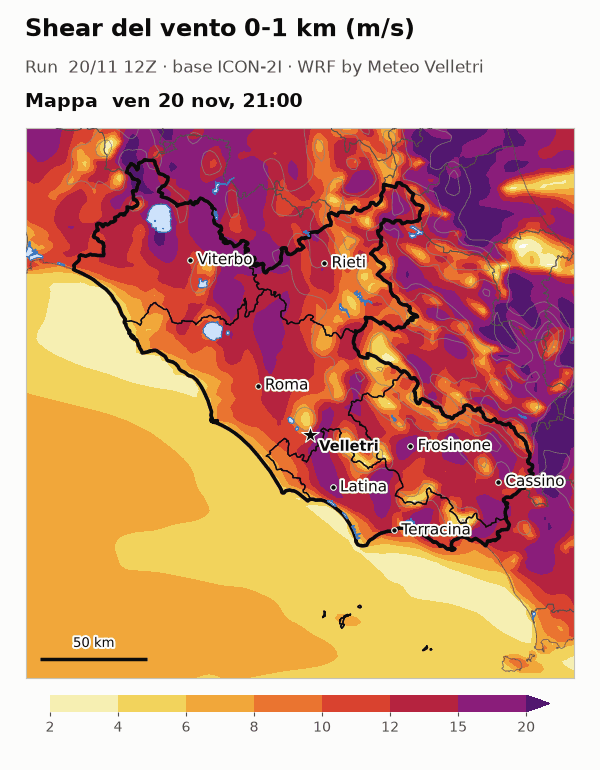 Shear del vento 0-1 km (m/s)
Run 20/11 12Z · base ICON-2I · WRF by Meteo Velletri
Mappa ven 20 nov, 21:00
Viterbo
Rieti
Roma
Velletri
Frosinone
Latina
Cassino
Terracina
50 km
2 4 6 8 10 12 15 20